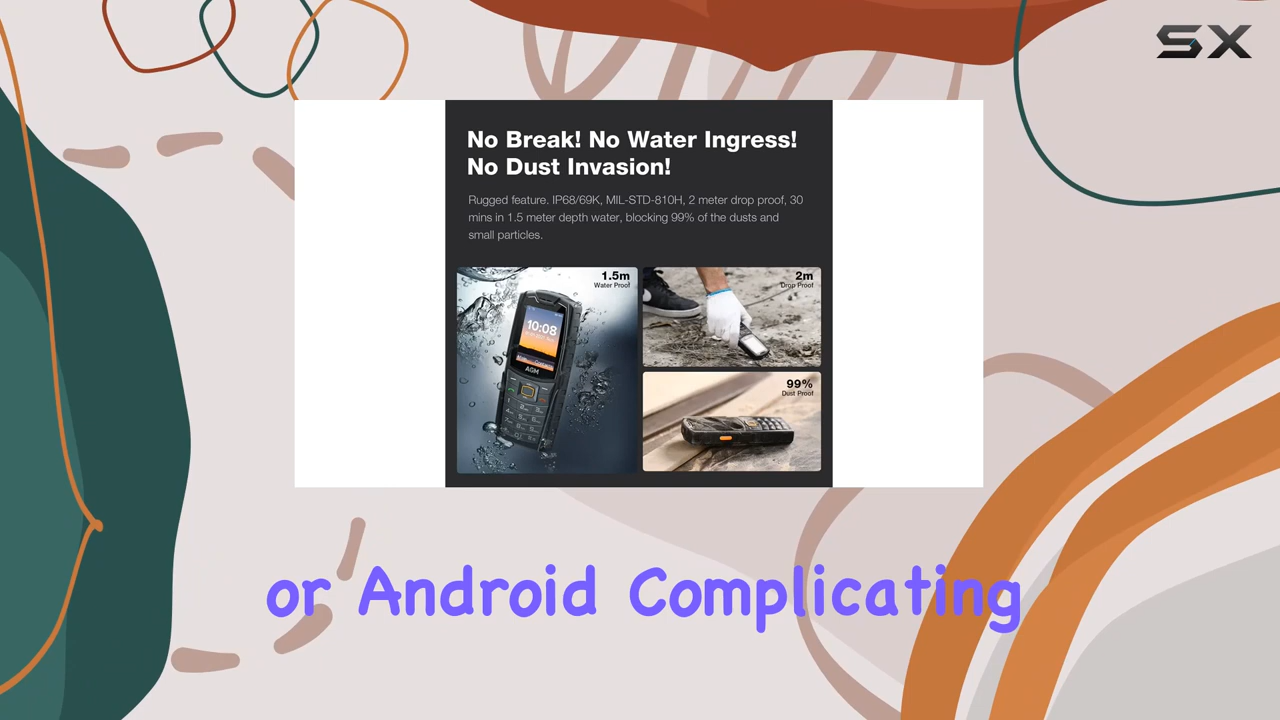 SX
No Break! No Water Ingress!
No Dust Invasion!
Rugged feature. IP68/69K, MIL-STD-810H, 2 meter drop proof, 30
mins in 1.5 meter depth water, blocking 99% of the dusts and
small particles.
1.5m
Water Proof
2m
Drop Proof
10:08
AGM
99%
Dust Proof
or Android Complicating